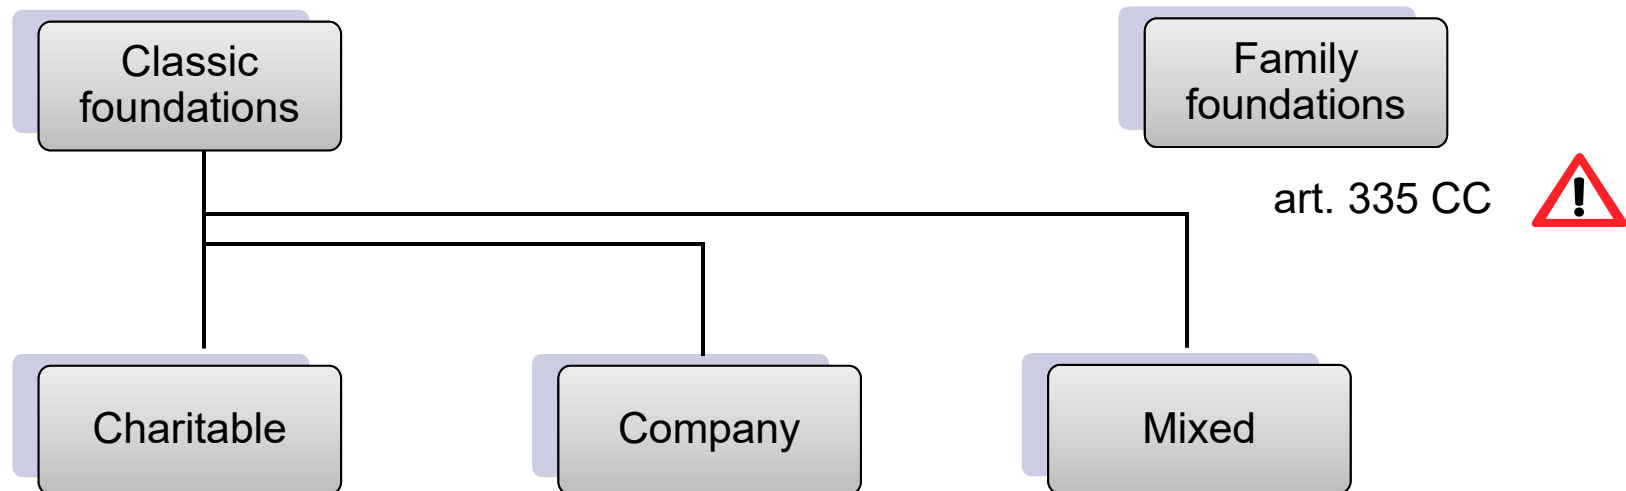 Classic
foundations
Family
foundations
art. 335 CC
!
Charitable
Company
Mixed